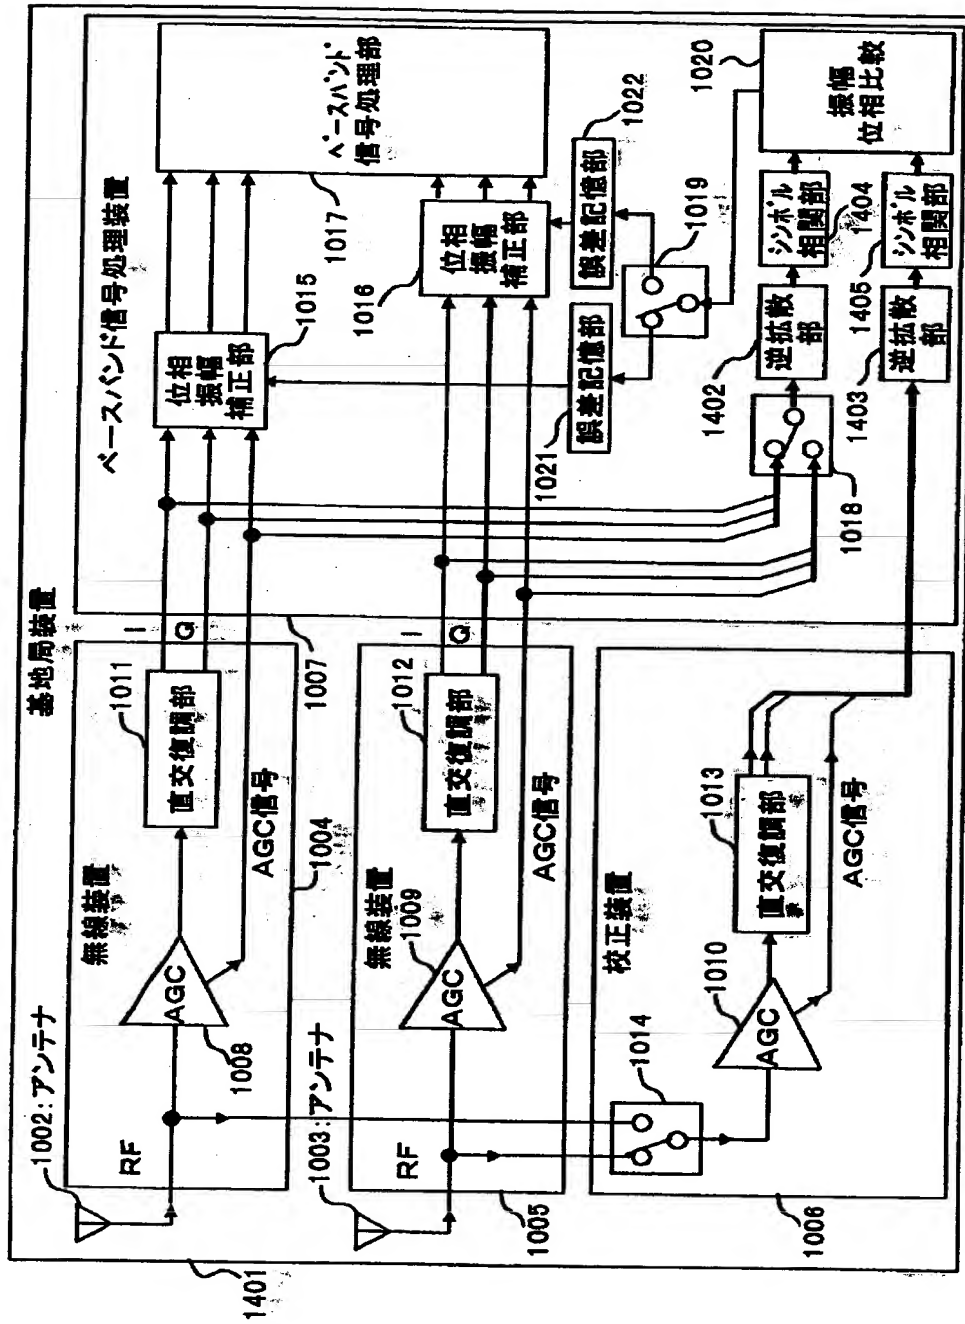 基地局装置
1401
1002:アンテナ
無線装置
RF
AGC
1008
直交復調部
1011
AGC信号
1004
I
Q
1003:アンテナ
無線装置
RF
AGC
1009
直交復調部
1012
AGC信号
1005
I
Q
校正装置
1014
AGC
1010
直交復調部
1013
AGC信号
1006
1007
ベースバンド信号処理装置
位相
振幅
補正部
1015
ベースバンド
信号処理部
1017
位相
振幅
補正部
1016
誤差記憶部
1021
誤差記憶部
1022
1019
1018
逆拡散
部
1402
シンボル
相関部
1404
逆拡散
部
1403
シンボル
相関部
1405
振幅
位相比較
1020